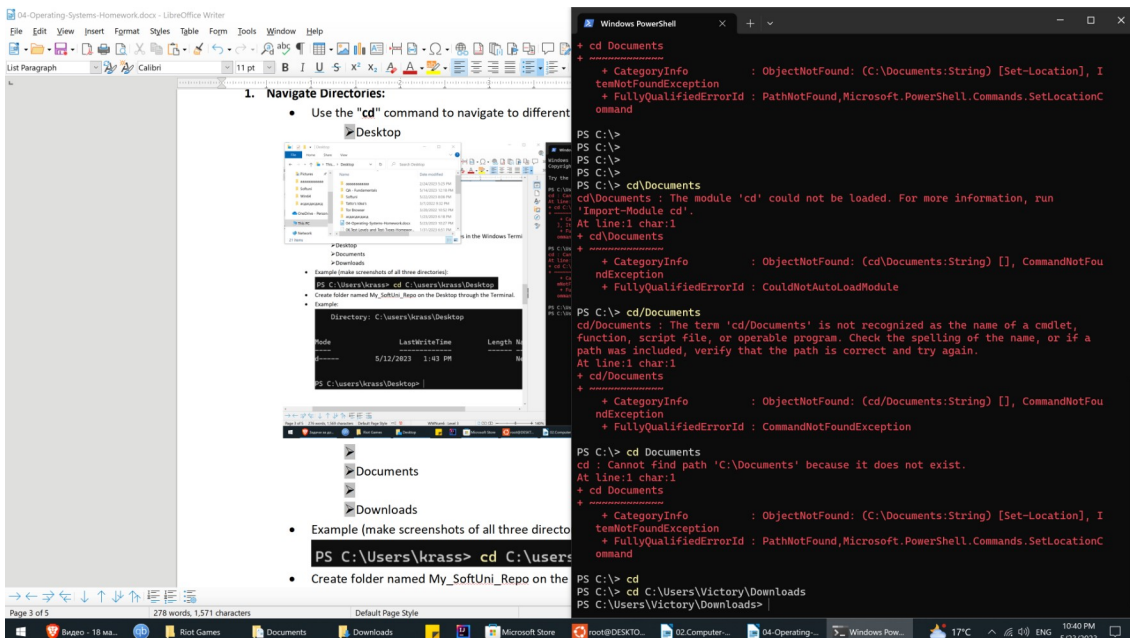 04-Operating-Systems-Homework.docx - LibreOffice Writer
File Edit View Insert Format Styles Table Form Tools Window Help
List Paragraph
Calibri
11 pt
1. Navigate Directories:
• Use the "cd" command to navigate to different
➢Desktop
s in the Windows Termi
➢Desktop
➢Documents
➢Downloads
• Example (make screenshots of all three directories):
PS C:\Users\krass> cd C:\users\krass\Desktop
• Create folder named My_SoftUni_Repo on the Desktop through the Terminal.
• Example:
Directory: C:\users\krass\Desktop
Mode LastWriteTime Length Na
d----- 5/12/2023 1:43 PM
PS C:\users\krass\Desktop>
➢
➢Documents
➢
➢Downloads
• Example (make screenshots of all three directo
PS C:\Users\krass> cd C:\users
• Create folder named My_SoftUni_Repo on the
Page 3 of 5
278 words, 1,571 characters
Default Page Style
Windows PowerShell
+ cd Documents
+ ~~~~~~~~~~~~
+ CategoryInfo : ObjectNotFound: (C:\Documents:String) [Set-Location], I
temNotFoundException
+ FullyQualifiedErrorId : PathNotFound,Microsoft.PowerShell.Commands.SetLocationC
ommand
PS C:\>
PS C:\>
PS C:\>
PS C:\>
PS C:\> cd\Documents
cd\Documents : The module 'cd' could not be loaded. For more information, run
'Import-Module cd'.
At line:1 char:1
+ cd\Documents
+ ~~~~~~~~~~~~
+ CategoryInfo : ObjectNotFound: (cd\Documents:String) [], CommandNotFou
ndException
+ FullyQualifiedErrorId : CouldNotAutoLoadModule
PS C:\> cd/Documents
cd/Documents : The term 'cd/Documents' is not recognized as the name of a cmdlet,
function, script file, or operable program. Check the spelling of the name, or if a
path was included, verify that the path is correct and try again.
At line:1 char:1
+ cd/Documents
+ ~~~~~~~~~~~~
+ CategoryInfo : ObjectNotFound: (cd/Documents:String) [], CommandNotFou
ndException
+ FullyQualifiedErrorId : CommandNotFoundException
PS C:\> cd Documents
cd : Cannot find path 'C:\Documents' because it does not exist.
At line:1 char:1
+ cd Documents
+ ~~~~~~~~~~~~
+ CategoryInfo : ObjectNotFound: (C:\Documents:String) [Set-Location], I
temNotFoundException
+ FullyQualifiedErrorId : PathNotFound,Microsoft.PowerShell.Commands.SetLocationC
ommand
PS C:\> cd
PS C:\> cd C:\Users\Victory\Downloads
PS C:\Users\Victory\Downloads>
Видео - 18 ма...
Riot Games
Documents
Downloads
Microsoft Store
root@DESKTO...
02.Computer-...
04-Operating-...
Windows Pow...
17°C
ENG
10:40 PM